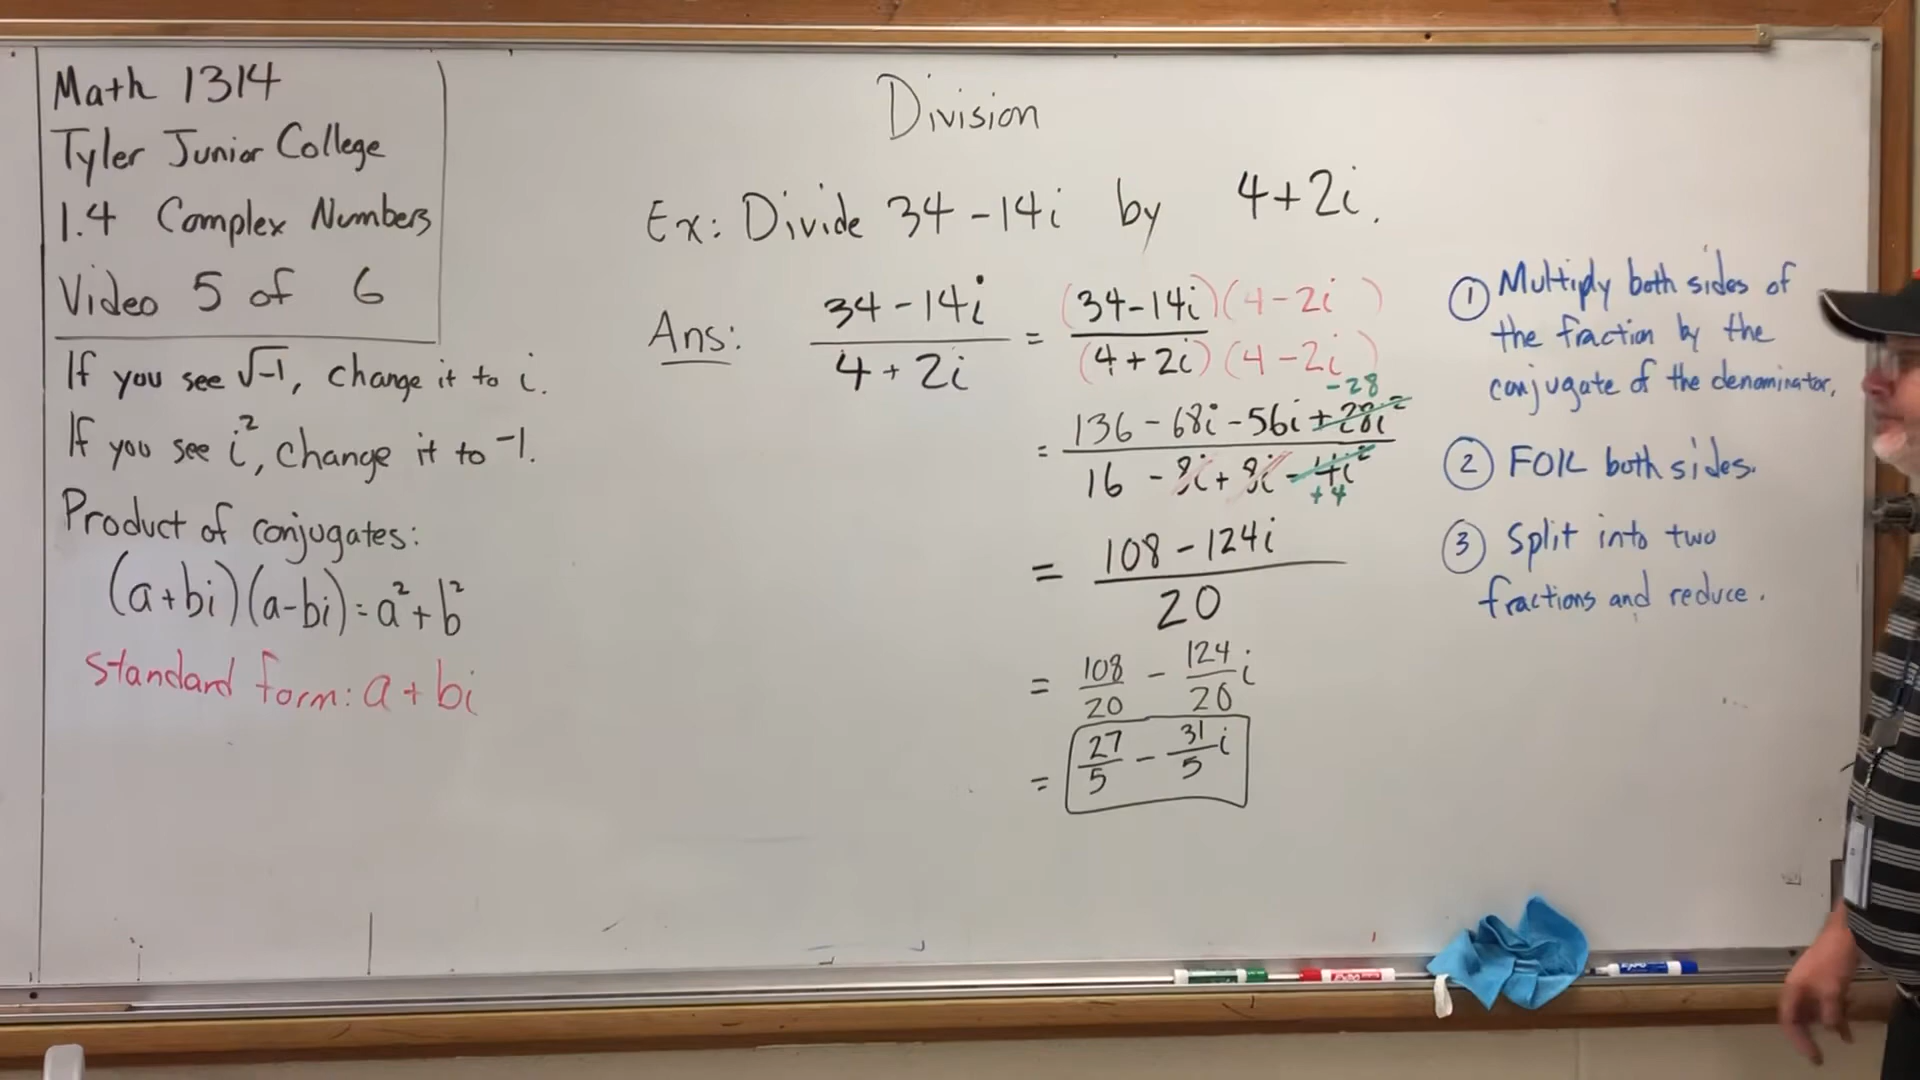 Math 1314
Tyler Junior College
1.4 Complex Numbers
Video 5 of 6
If you see √-1, change it to i.
If you see i², change it to -1.
Product of conjugates:
(a+bi)(a-bi)=a²+b²
standard form: a + bi
Division
Ex: Divide 34-14i by 4+2i.
Ans: (34-14i)/(4+2i) = (34-14i)(4-2i)/(4+2i)(4-2i)
-28
= (136-68i-56i+28i²)/(16-8i+8i-4i²)
+4
= (108-124i)/20
= 108/20 - 124/20 i
= 27/5 - 31/5 i
① Multiply both sides of
the fraction by the
conjugate of the denominator.
② FOIL both sides.
③ Split into two
fractions and reduce.
EXPO